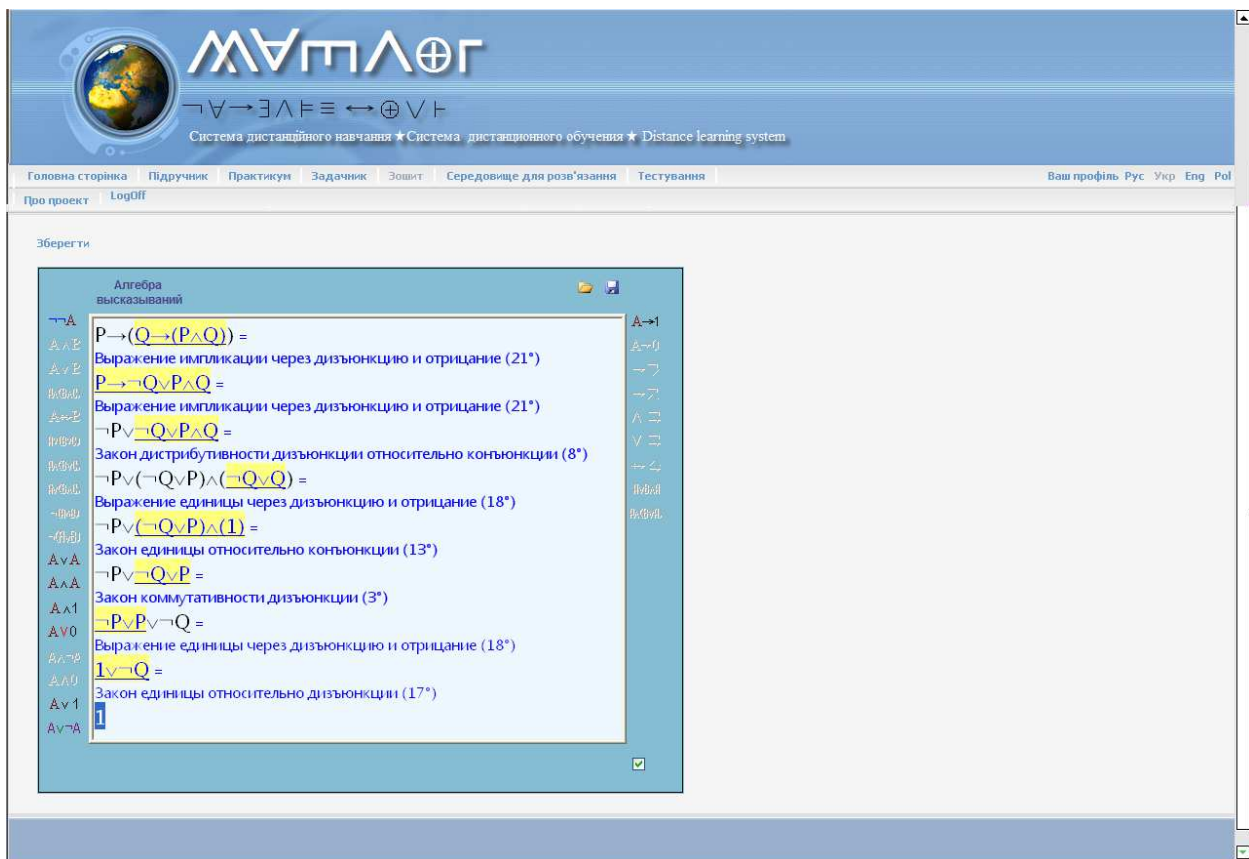 M∀ШΛ⊕Г
¬∀→∃∧⊨≡↔⊕∨⊢
Система дистанційного навчання ★ Система дистанционного обучения ★ Distance learning system
Головна сторінка Підручник Практикум Задачник Зошит Середовище для розв'язання Тестування Ваш профіль Рус Укр Eng Pol
Про проект LogOff
Зберегти
Алгебра
высказываний
¬¬A
A∧B
A∨B
A↔B
A∨A
A∧A
A∧1
A∨0
A∧¬A
A∧0
A∨1
A∨¬A
P→(Q→(P∧Q)) =
Выражение импликации через дизъюнкцию и отрицание (21°)
P→¬Q∨P∧Q =
Выражение импликации через дизъюнкцию и отрицание (21°)
¬P∨¬Q∨P∧Q =
Закон дистрибутивности дизъюнкции относительно конъюнкции (8°)
¬P∨(¬Q∨P)∧(¬Q∨Q) =
Выражение единицы через дизъюнкцию и отрицание (18°)
¬P∨(¬Q∨P)∧(1) =
Закон единицы относительно конъюнкции (13°)
¬P∨¬Q∨P =
Закон коммутативности дизъюнкции (3°)
¬P∨P∨¬Q =
Выражение единицы через дизъюнкцию и отрицание (18°)
1∨¬Q =
Закон единицы относительно дизъюнкции (17°)
1
A→1
A→0